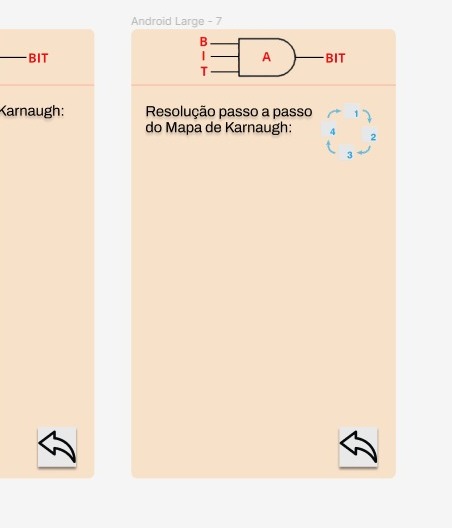 Android Large - 7
BIT
B
I
T
A
BIT
Karnaugh:
Resolução passo a passo
do Mapa de Karnaugh:
1
2
3
4